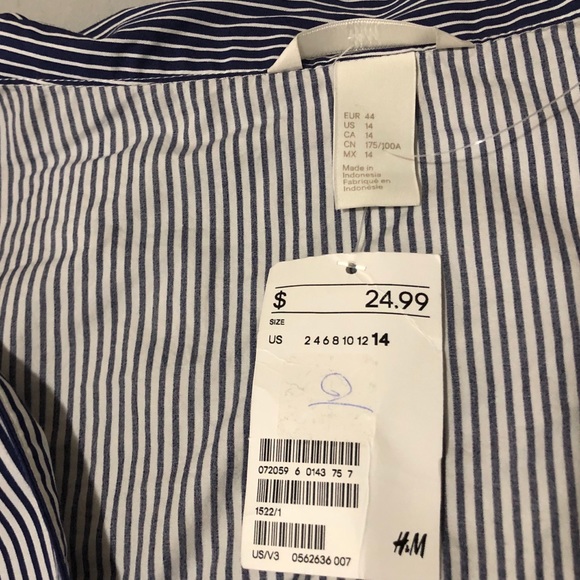 EUR 44
US 14
CA 14
CN 175/100A
MX 14
Made in
Indonesia
Fabriqué en
Indonésie
$ 24.99
SIZE
US 2 4 6 8 10 12 14
072059 6 0143 75 7
1522/1
US/V3 0562636 007
H&M